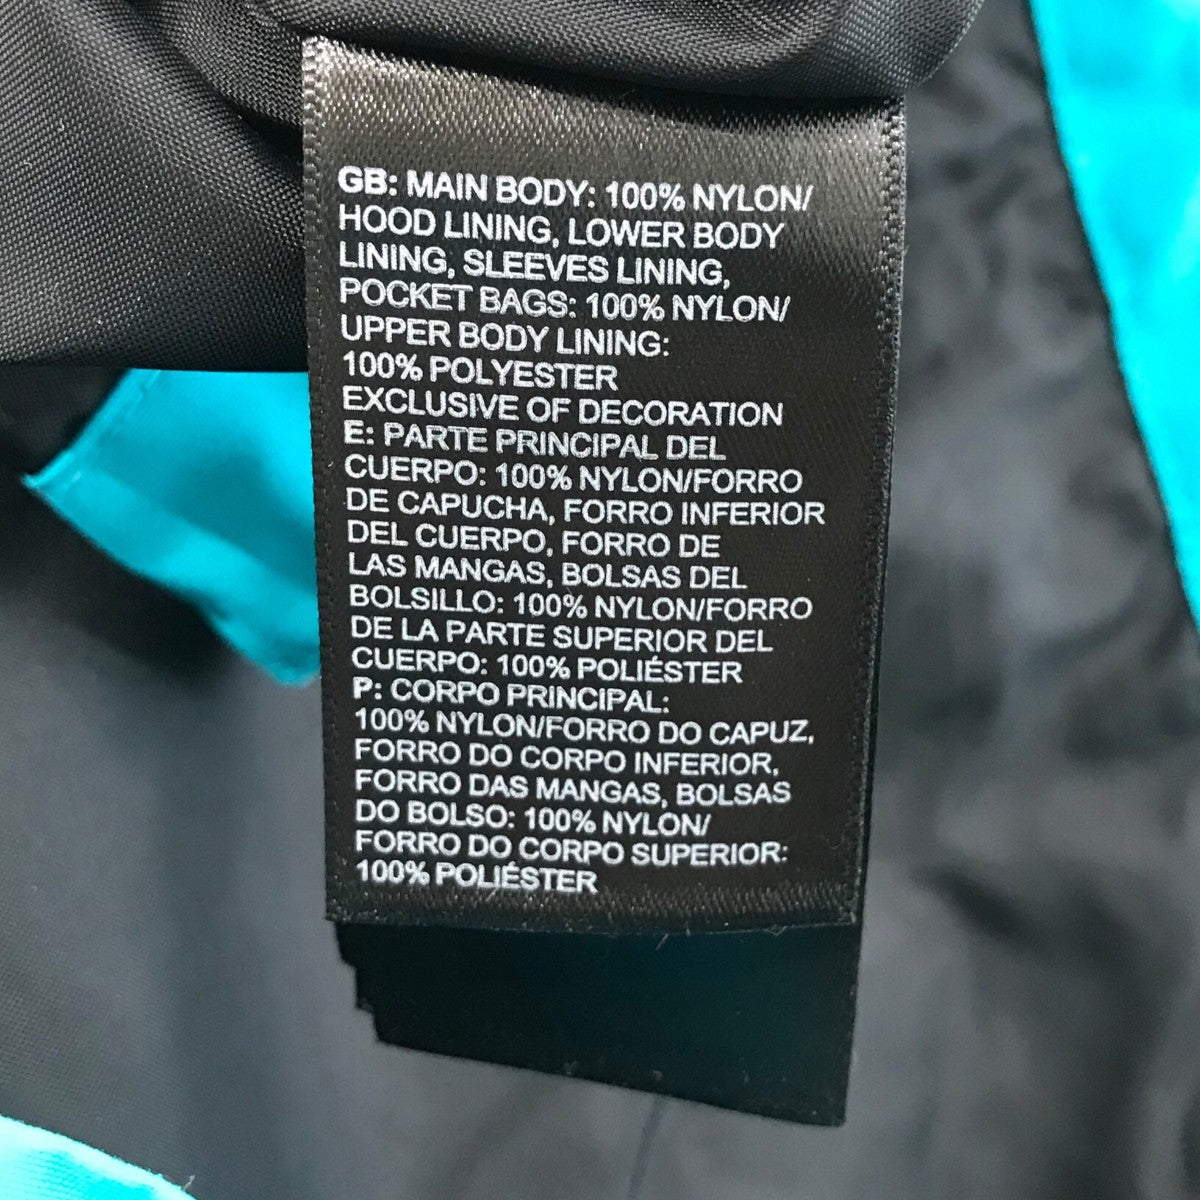 GB: MAIN BODY: 100% NYLON/
HOOD LINING, LOWER BODY
LINING, SLEEVES LINING,
POCKET BAGS: 100% NYLON/
UPPER BODY LINING:
100% POLYESTER
EXCLUSIVE OF DECORATION
E: PARTE PRINCIPAL DEL
CUERPO: 100% NYLON/FORRO
DE CAPUCHA, FORRO INFERIOR
DEL CUERPO, FORRO DE
LAS MANGAS, BOLSAS DEL
BOLSILLO: 100% NYLON/FORRO
DE LA PARTE SUPERIOR DEL
CUERPO: 100% POLIÉSTER
P: CORPO PRINCIPAL:
100% NYLON/FORRO DO CAPUZ,
FORRO DO CORPO INFERIOR,
FORRO DAS MANGAS, BOLSAS
DO BOLSO: 100% NYLON/
FORRO DO CORPO SUPERIOR:
100% POLIÉSTER